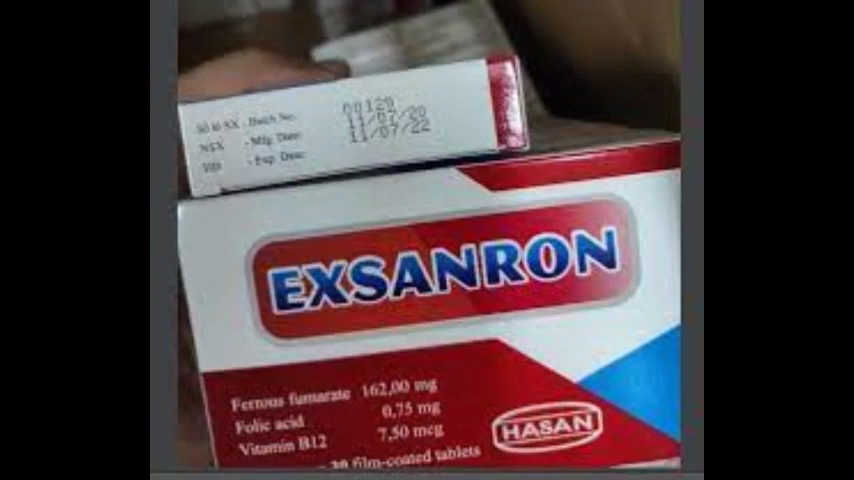 Số lô SX - Batch No: 00120
NSX - Mfg. Date: 11/07/20
HD - Exp. Date: 11/07/22
EXSANRON
Ferrous fumarate 162,00 mg
Folic acid 0,75 mg
Vitamin B12 7,50 mcg
30 film-coated tablets
HASAN